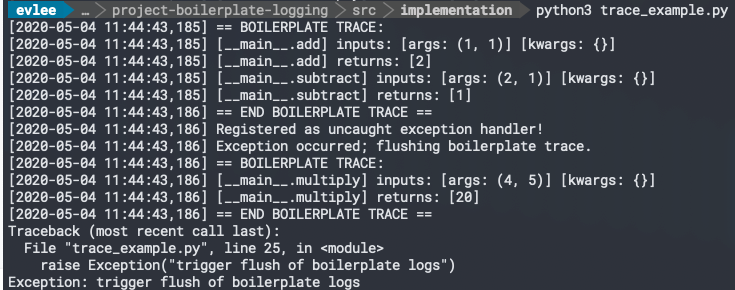 evlee … project-boilerplate-logging src implementation python3 trace_example.py
[2020-05-04 11:44:43,185] == BOILERPLATE TRACE:
[2020-05-04 11:44:43,185] [__main__.add] inputs: [args: (1, 1)] [kwargs: {}]
[2020-05-04 11:44:43,185] [__main__.add] returns: [2]
[2020-05-04 11:44:43,185] [__main__.subtract] inputs: [args: (2, 1)] [kwargs: {}]
[2020-05-04 11:44:43,185] [__main__.subtract] returns: [1]
[2020-05-04 11:44:43,186] == END BOILERPLATE TRACE ==
[2020-05-04 11:44:43,186] Registered as uncaught exception handler!
[2020-05-04 11:44:43,186] Exception occurred; flushing boilerplate trace.
[2020-05-04 11:44:43,186] == BOILERPLATE TRACE:
[2020-05-04 11:44:43,186] [__main__.multiply] inputs: [args: (4, 5)] [kwargs: {}]
[2020-05-04 11:44:43,186] [__main__.multiply] returns: [20]
[2020-05-04 11:44:43,186] == END BOILERPLATE TRACE ==
Traceback (most recent call last):
  File "trace_example.py", line 25, in <module>
    raise Exception("trigger flush of boilerplate logs")
Exception: trigger flush of boilerplate logs